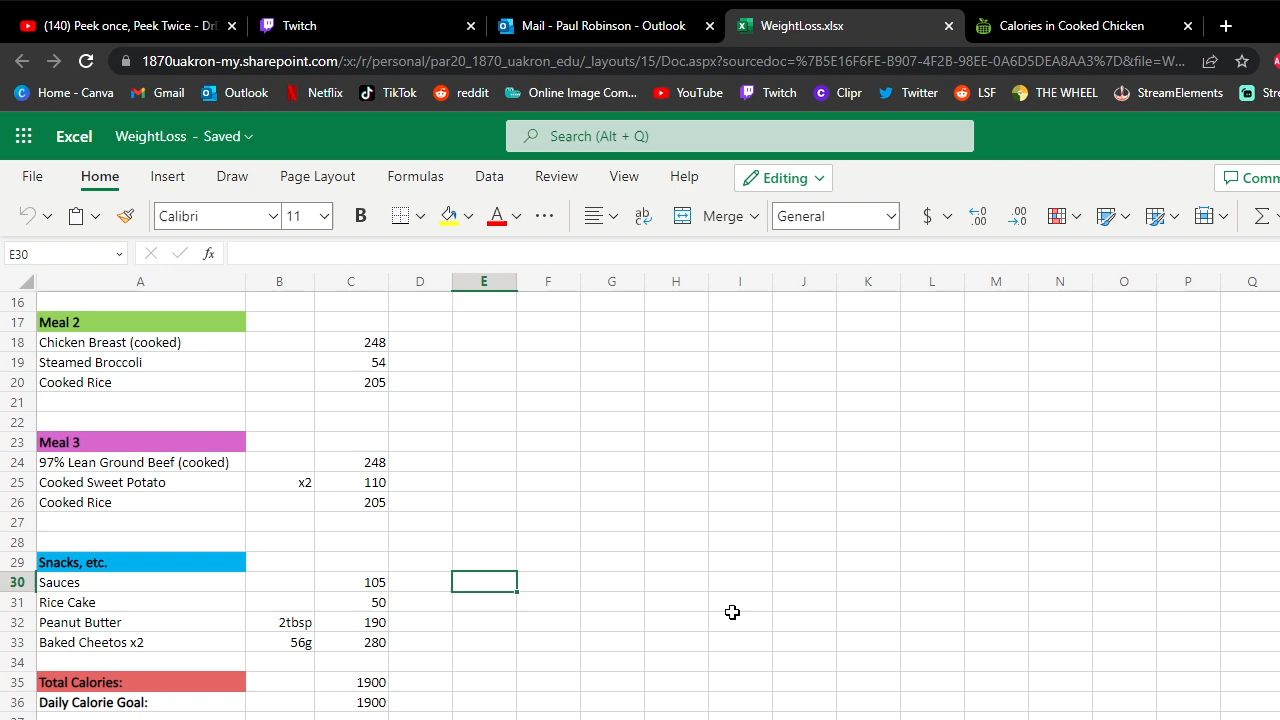 (140) Peek once, Peek Twice - Dr
Twitch
Mail - Paul Robinson - Outlook
WeightLoss.xlsx
Calories in Cooked Chicken
1870uakron-my.sharepoint.com/:x:/r/personal/par20_1870_uakron_edu/_layouts/15/Doc.aspx?sourcedoc=%7B5E16F6FE-B907-4F2B-98EE-0A6D5DEA8AA3%7D&file=W...
Home - Canva Gmail Outlook Netflix TikTok reddit Online Image Com... YouTube Twitch Clipr Twitter LSF THE WHEEL StreamElements Stre
Excel WeightLoss - Saved Search (Alt + Q)
File Home Insert Draw Page Layout Formulas Data Review View Help Editing Comm
Calibri 11 B A ab Merge General $
E30 fx
A B C D E F G H I J K L M N O P Q
16
17 Meal 2
18 Chicken Breast (cooked) 248
19 Steamed Broccoli 54
20 Cooked Rice 205
21
22
23 Meal 3
24 97% Lean Ground Beef (cooked) 248
25 Cooked Sweet Potato x2 110
26 Cooked Rice 205
27
28
29 Snacks, etc.
30 Sauces 105
31 Rice Cake 50
32 Peanut Butter 2tbsp 190
33 Baked Cheetos x2 56g 280
34
35 Total Calories: 1900
36 Daily Calorie Goal: 1900